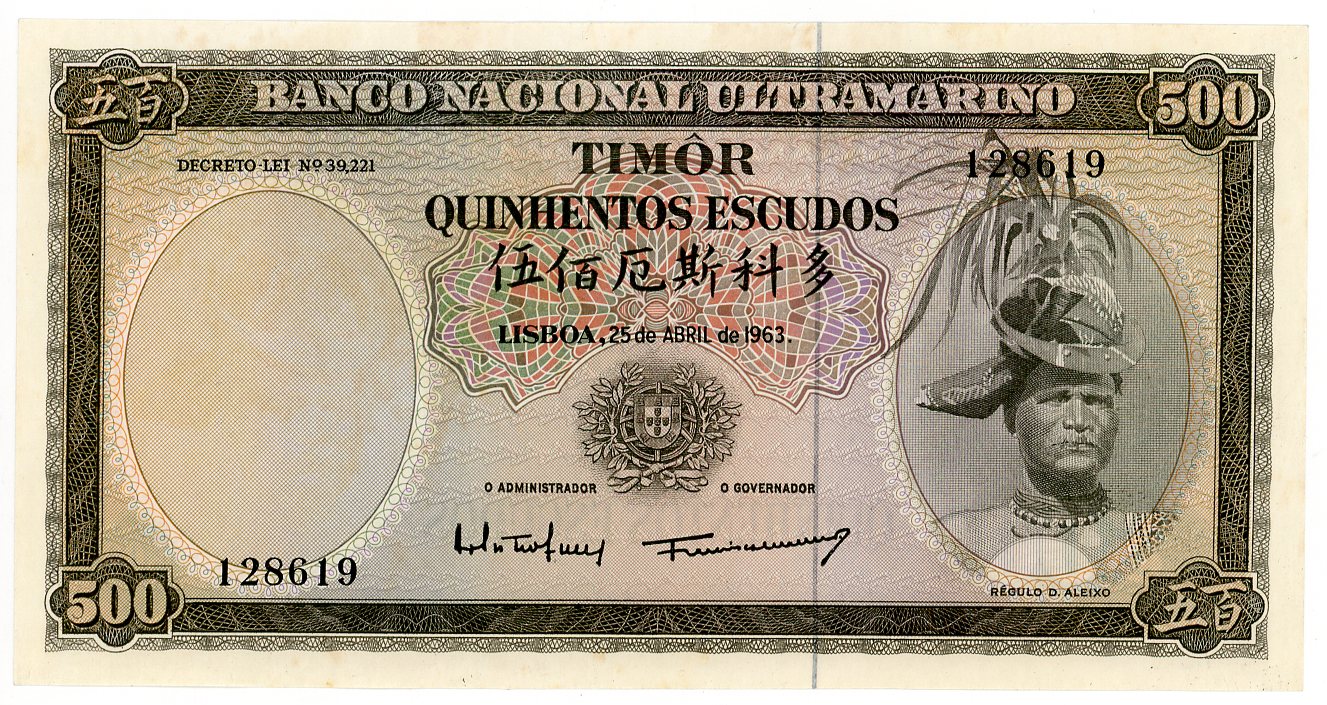 五百
BANCO NACIONAL ULTRAMARINO
500
DECRETO-LEI Nº 39,221
TIMÔR
128619
QUINHENTOS ESCUDOS
伍佰厄斯科多
LISBOA, 25 de ABRIL de 1963.
O ADMINISTRADOR
O GOVERNADOR
128619
RÉGULO D. ALEIXO
500
五百